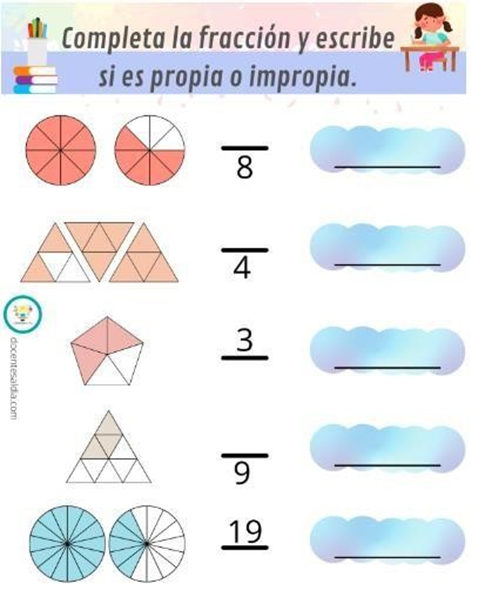 Completa la fracción y escribe
si es propia o impropia.
8
4
3
docentesaldia.com
9
19